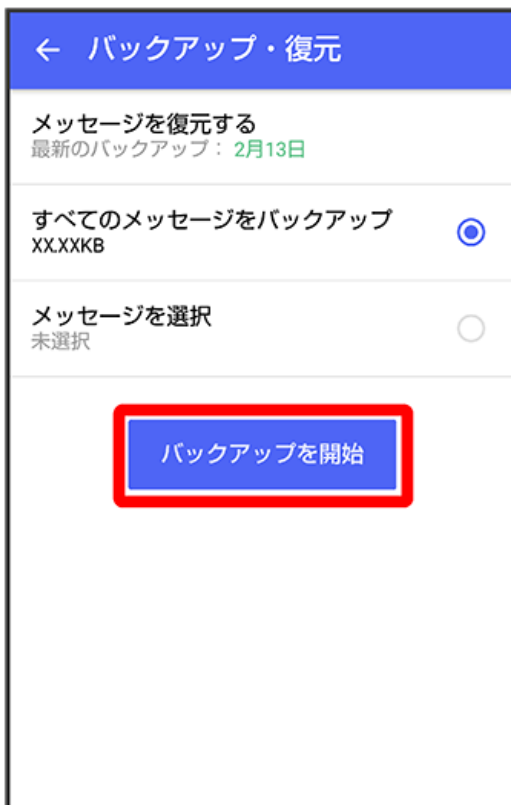 ← バックアップ・復元
メッセージを復元する
最新のバックアップ： 2月13日
すべてのメッセージをバックアップ
XX.XXKB
メッセージを選択
未選択
バックアップを開始